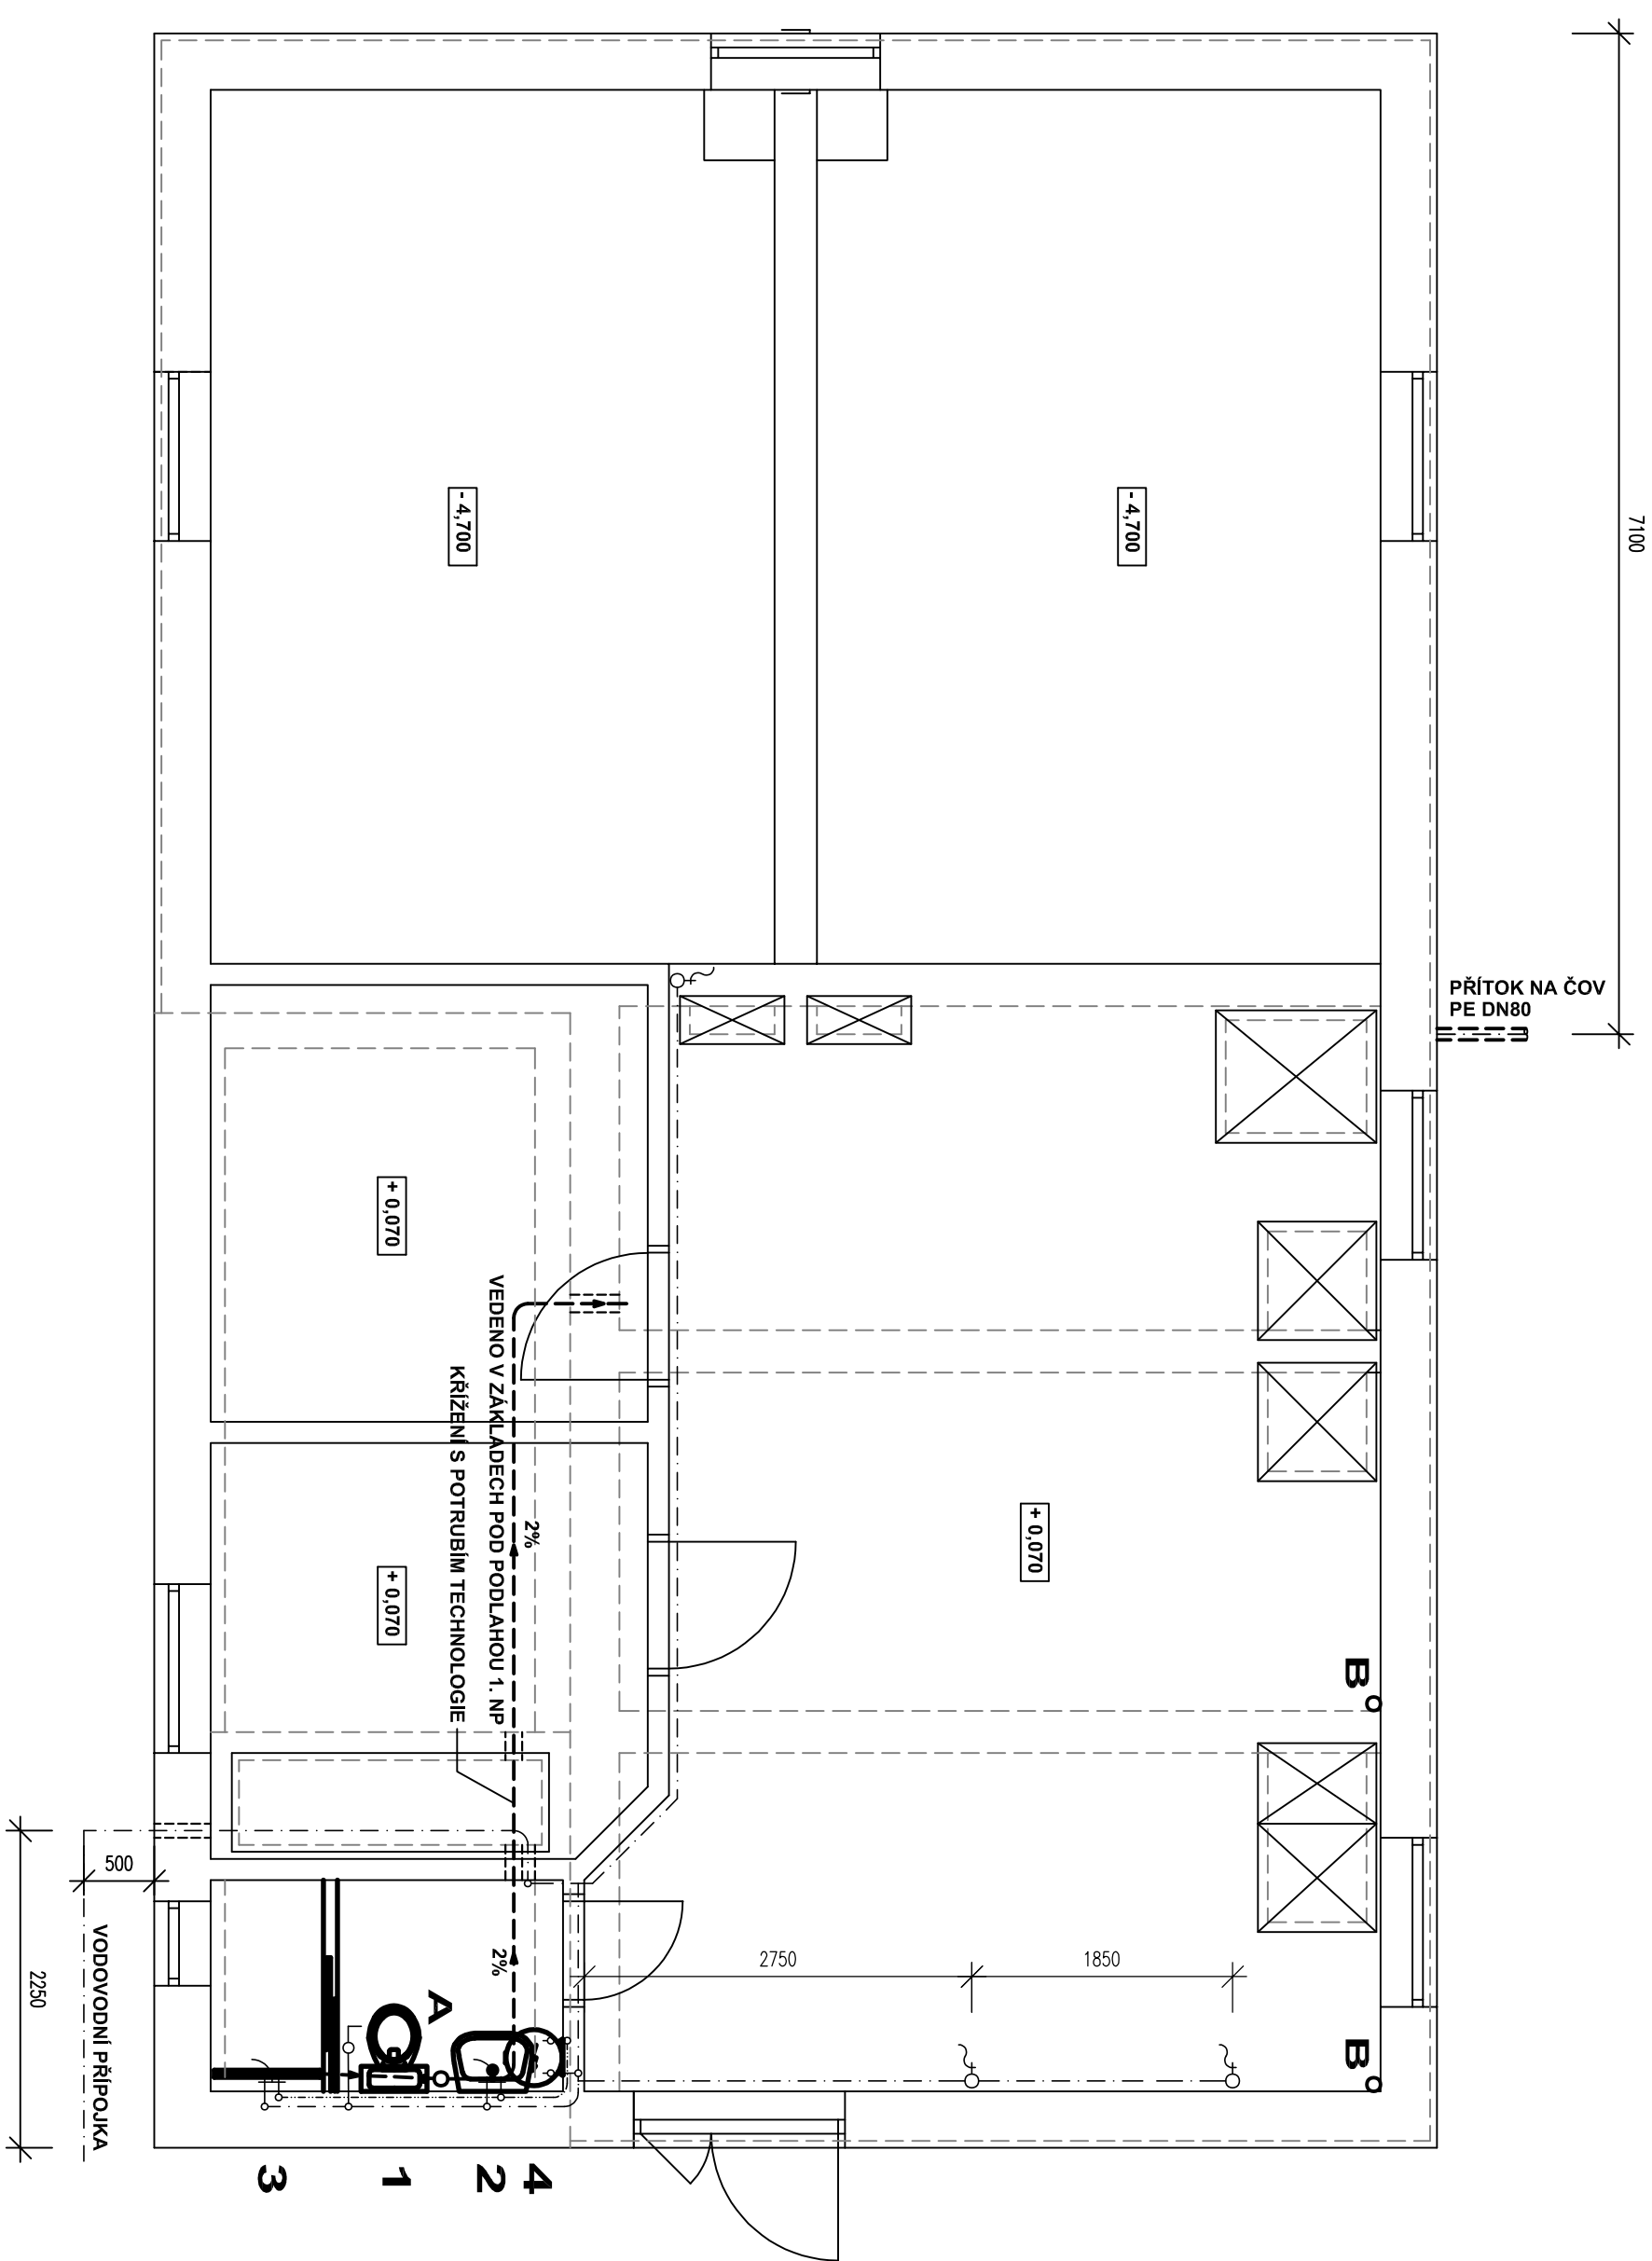 7100
- 4,700
- 4,700
PŘÍTOK NA ČOV
PE DN80
+ 0,070
VEDENO V ZÁKLADECH POD PODLAHOU 1. NP
KŘÍŽENÍ S POTRUBÍM TECHNOLOGIE
2%
+ 0,070
+ 0,070
B
500
2250
VODOVODNÍ PŘÍPOJKA
2%
A
2750
1850
B
3
1
2
4